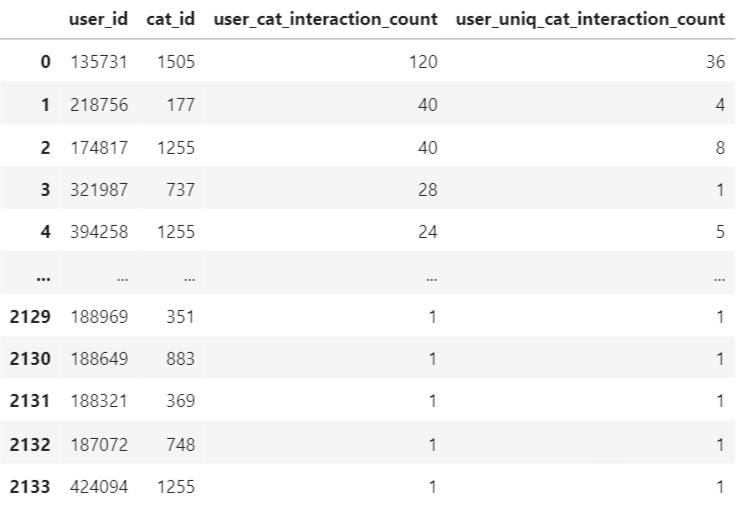 user_id cat_id user_cat_interaction_count user_uniq_cat_interaction_count
0 135731 1505 120 36
1 218756 177 40 4
2 174817 1255 40 8
3 321987 737 28 1
4 394258 1255 24 5
... ... ... ... ...
2129 188969 351 1 1
2130 188649 883 1 1
2131 188321 369 1 1
2132 187072 748 1 1
2133 424094 1255 1 1